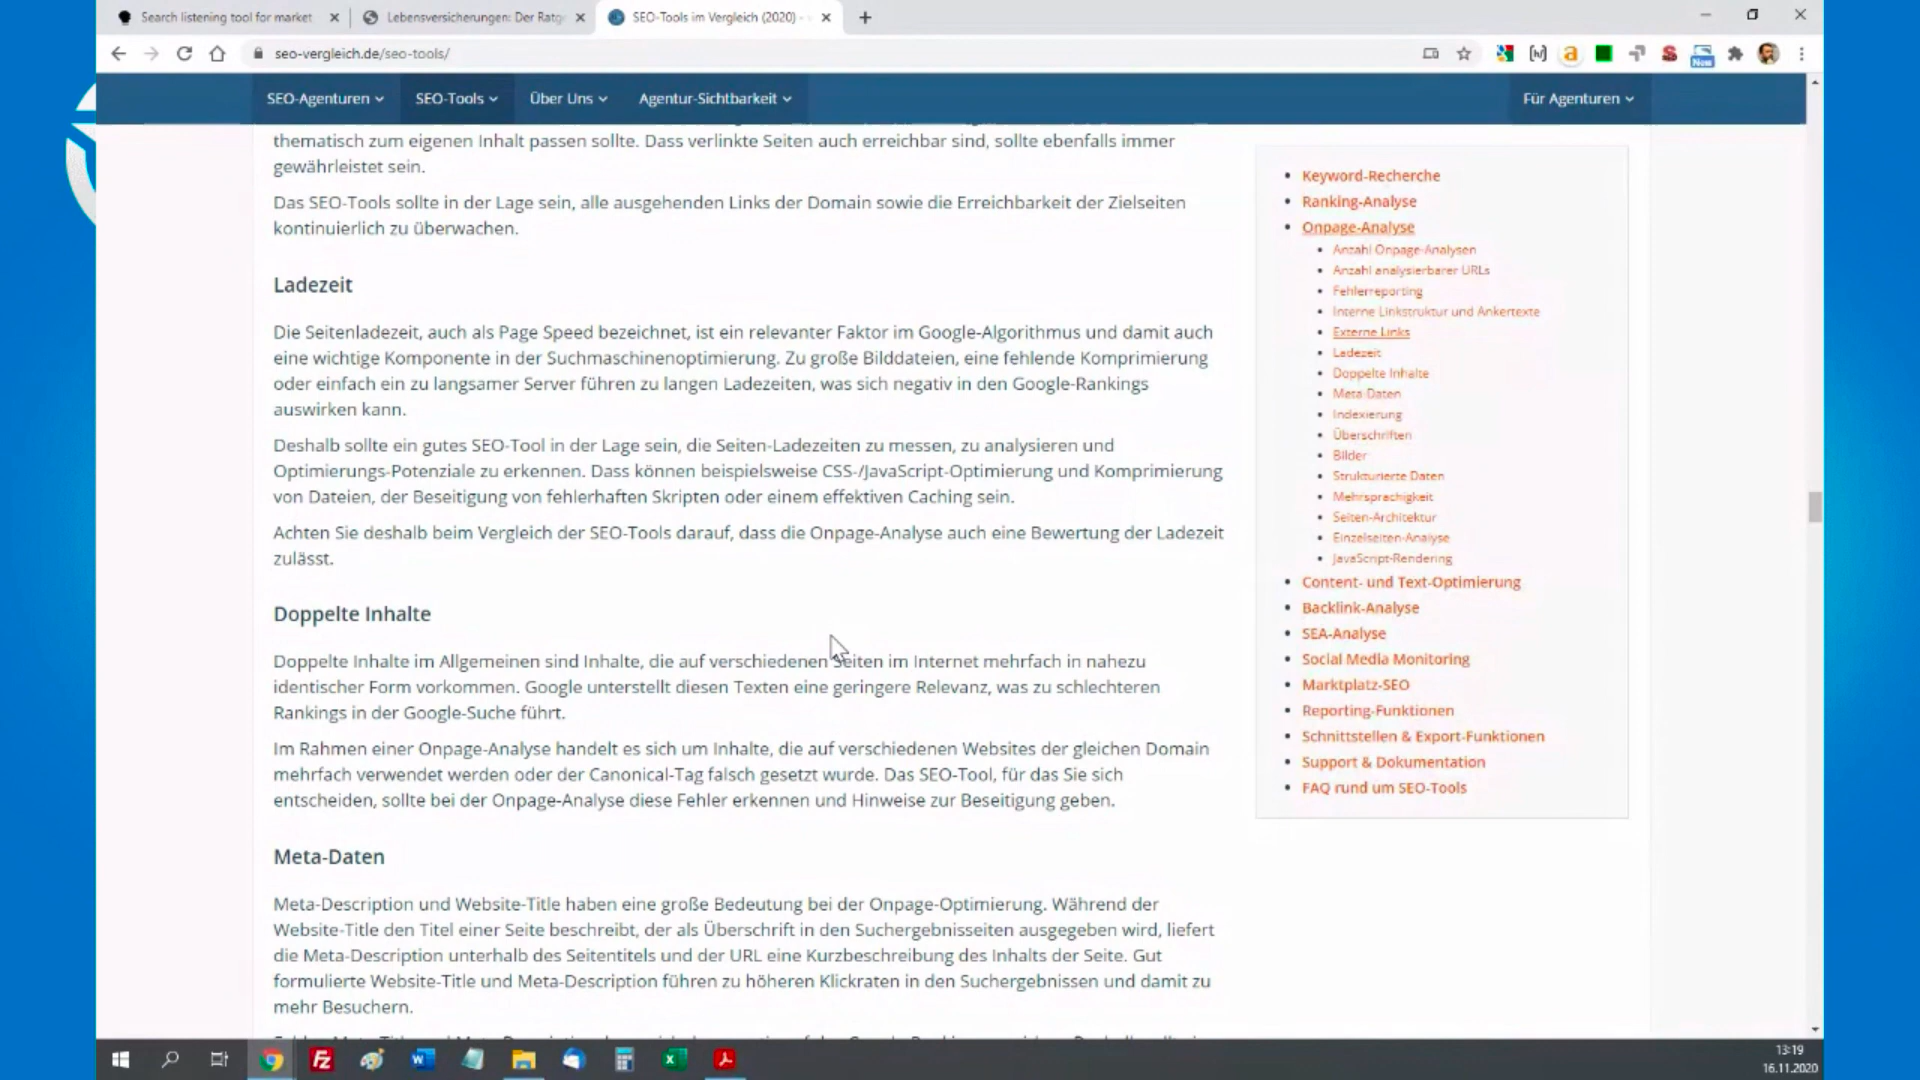 Search listening tool for market
Lebensversicherungen: Der Ratg
SEO-Tools im Vergleich (2020) -
seo-vergleich.de/seo-tools/
New
SEO-Agenturen
SEO-Tools
Über Uns
Agentur-Sichtbarkeit
Für Agenturen
thematisch zum eigenen Inhalt passen sollte. Dass verlinkte Seiten auch erreichbar sind, sollte ebenfalls immer
gewährleistet sein.
Das SEO-Tools sollte in der Lage sein, alle ausgehenden Links der Domain sowie die Erreichbarkeit der Zielseiten
kontinuierlich zu überwachen.
Ladezeit
Die Seitenladezeit, auch als Page Speed bezeichnet, ist ein relevanter Faktor im Google-Algorithmus und damit auch
eine wichtige Komponente in der Suchmaschinenoptimierung. Zu große Bilddateien, eine fehlende Komprimierung
oder einfach ein zu langsamer Server führen zu langen Ladezeiten, was sich negativ in den Google-Rankings
auswirken kann.
Deshalb sollte ein gutes SEO-Tool in der Lage sein, die Seiten-Ladezeiten zu messen, zu analysieren und
Optimierungs-Potenziale zu erkennen. Dass können beispielsweise CSS-/JavaScript-Optimierung und Komprimierung
von Dateien, der Beseitigung von fehlerhaften Skripten oder einem effektiven Caching sein.
Achten Sie deshalb beim Vergleich der SEO-Tools darauf, dass die Onpage-Analyse auch eine Bewertung der Ladezeit
zulässt.
Doppelte Inhalte
Doppelte Inhalte im Allgemeinen sind Inhalte, die auf verschiedenen Seiten im Internet mehrfach in nahezu
identischer Form vorkommen. Google unterstellt diesen Texten eine geringere Relevanz, was zu schlechteren
Rankings in der Google-Suche führt.
Im Rahmen einer Onpage-Analyse handelt es sich um Inhalte, die auf verschiedenen Websites der gleichen Domain
mehrfach verwendet werden oder der Canonical-Tag falsch gesetzt wurde. Das SEO-Tool, für das Sie sich
entscheiden, sollte bei der Onpage-Analyse diese Fehler erkennen und Hinweise zur Beseitigung geben.
Meta-Daten
Meta-Description und Website-Title haben eine große Bedeutung bei der Onpage-Optimierung. Während der
Website-Title den Titel einer Seite beschreibt, der als Überschrift in den Suchergebnisseiten ausgegeben wird, liefert
die Meta-Description unterhalb des Seitentitels und der URL eine Kurzbeschreibung des Inhalts der Seite. Gut
formulierte Website-Title und Meta-Description führen zu höheren Klickraten in den Suchergebnissen und damit zu
mehr Besuchern.
Keyword-Recherche
Ranking-Analyse
Onpage-Analyse
Anzahl Onpage-Analysen
Anzahl analysierbarer URLs
Fehlerreporting
Interne Linkstruktur und Ankertexte
Externe Links
Ladezeit
Doppelte Inhalte
Meta Daten
Indexierung
Überschriften
Bilder
Strukturierte Daten
Mehrsprachigkeit
Seiten-Architektur
Einzelseiten-Analyse
JavaScript-Rendering
Content- und Text-Optimierung
Backlink-Analyse
SEA-Analyse
Social Media Monitoring
Marktplatz-SEO
Reporting-Funktionen
Schnittstellen & Export-Funktionen
Support & Dokumentation
FAQ rund um SEO-Tools
13:19
16.11.2020